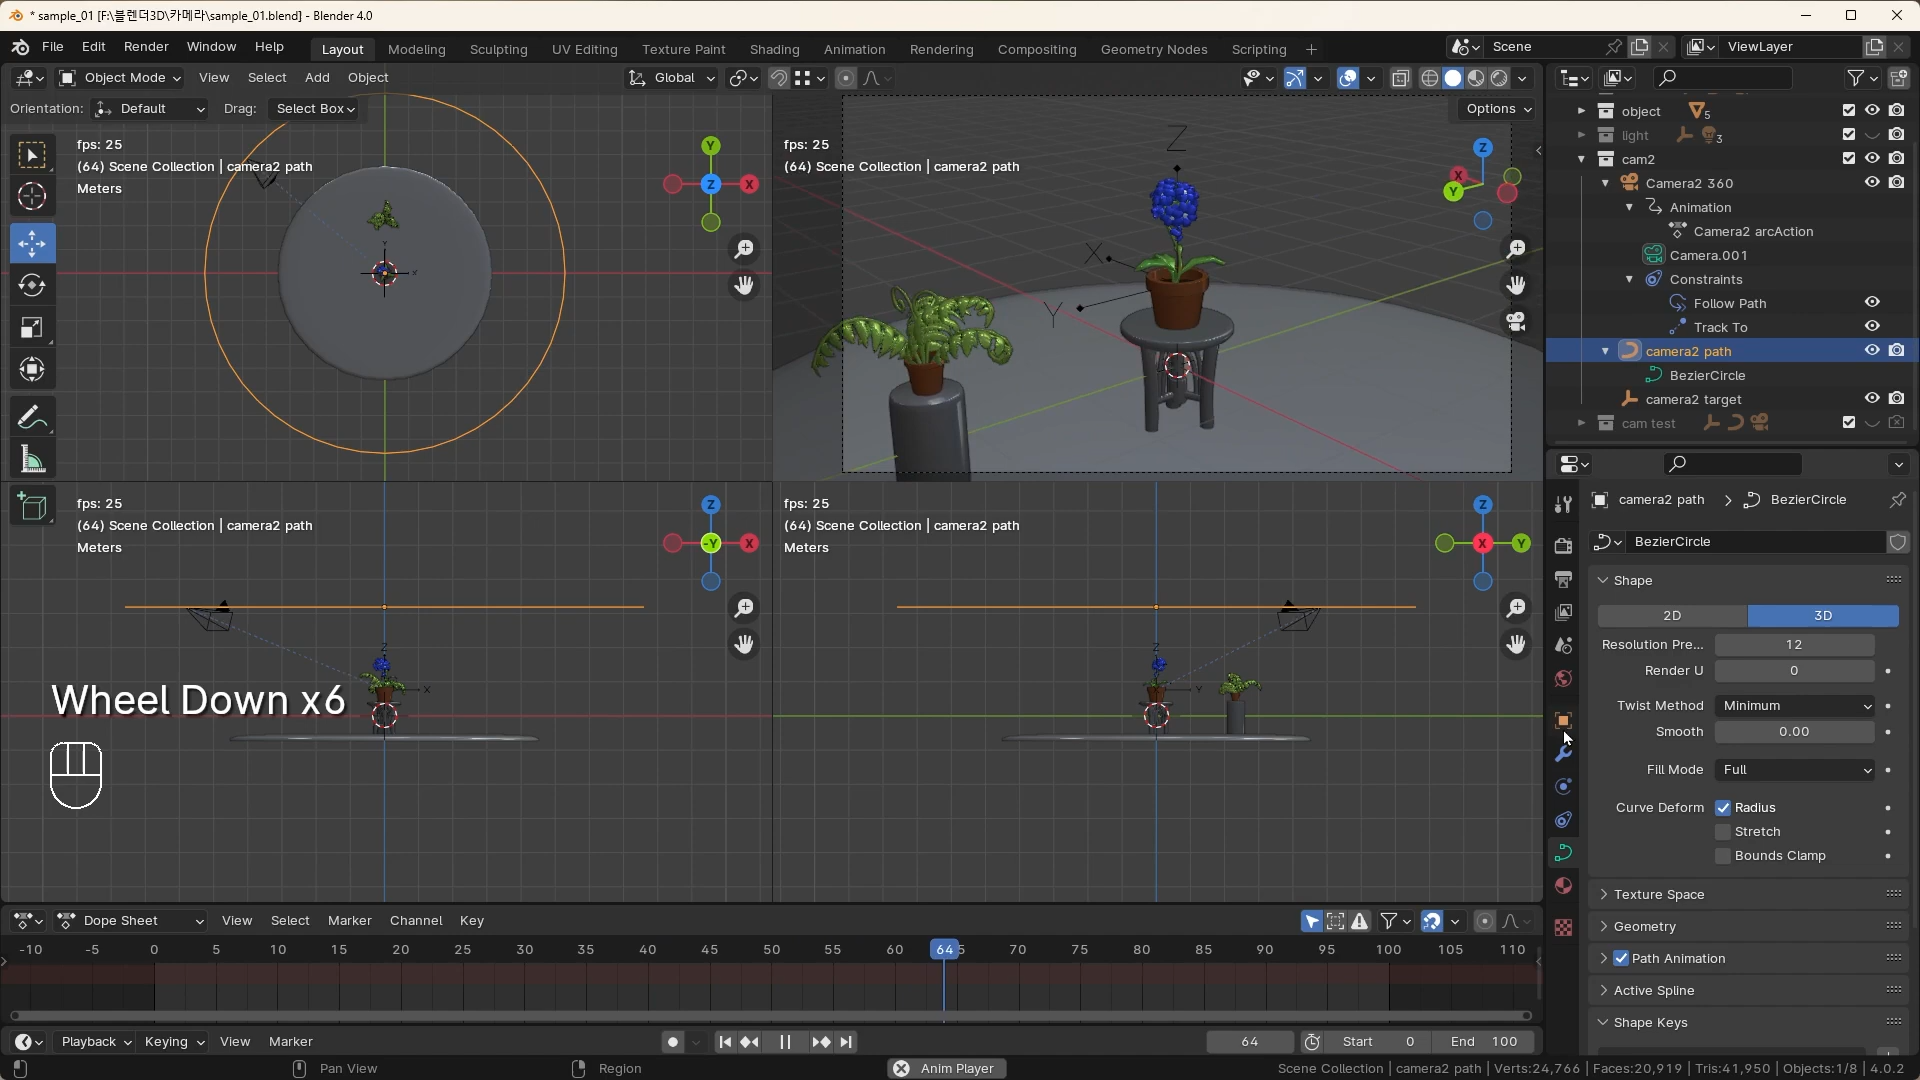 * sample_01 [F:\블렌더3D\카메라\sample_01.blend] - Blender 4.0
File Edit Render Window Help
Layout Modeling Sculpting UV Editing Texture Paint Shading Animation Rendering Compositing Geometry Nodes Scripting +
Scene ViewLayer
Object Mode View Select Add Object Global
Orientation: Default Drag: Select Box Options
fps: 25
(64) Scene Collection | camera2 path
Meters
Y
Z
X
fps: 25
(64) Scene Collection | camera2 path
Z
X
Y
Z
X
Y
fps: 25
(64) Scene Collection | camera2 path
Meters
Z
-Y
X
Z
X
fps: 25
(64) Scene Collection | camera2 path
Meters
Z
X
Y
Z
Y
Wheel Down x6
object 5
light 3
cam2
Camera2 360
Animation
Camera2 arcAction
Camera.001
Constraints
Follow Path
Track To
camera2 path
BezierCircle
camera2 target
cam test
camera2 path > BezierCircle
BezierCircle
Shape
2D 3D
Resolution Pre... 12
Render U 0
Twist Method Minimum
Smooth 0.00
Fill Mode Full
Curve Deform Radius
Stretch
Bounds Clamp
Texture Space
Geometry
Path Animation
Active Spline
Shape Keys
Dope Sheet View Select Marker Channel Key
-10 -5 0 5 10 15 20 25 30 35 40 45 50 55 60 64 5 70 75 80 85 90 95 100 105 110
Playback Keying View Marker 64 Start 0 End 100
Pan View Region Anim Player Scene Collection | camera2 path | Verts:24,766 | Faces:20,919 | Tris:41,950 | Objects:1/8 | 4.0.2